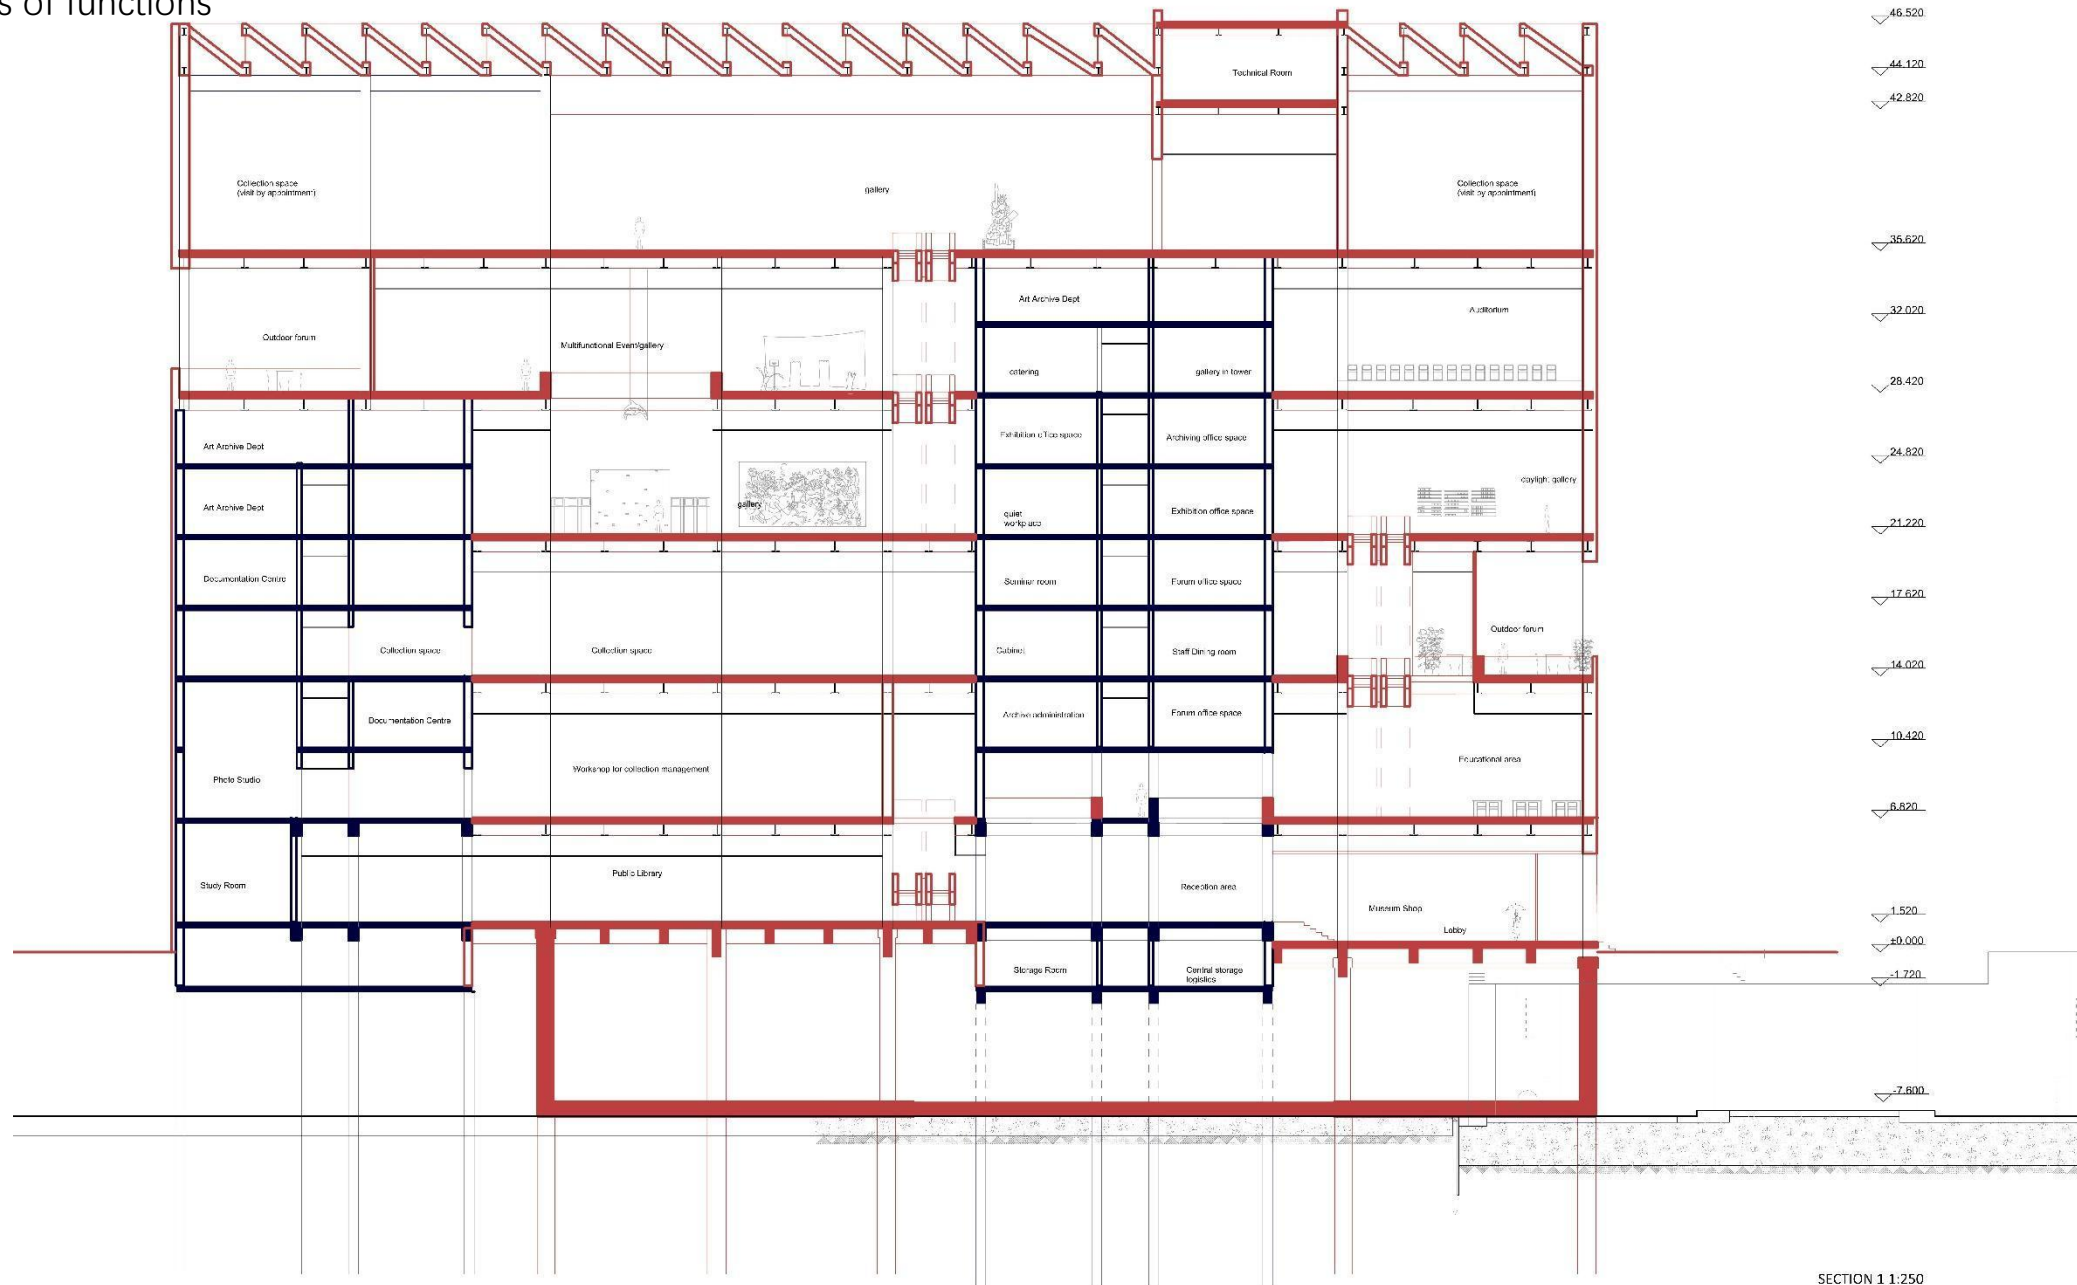 s of functions
46.520
44.120
Technical Room
42.820
Collection space
(visit by appointment)
gallery
Collection space
(visit by appointment)
35.620
Art Archive Dept
Auditorium
32.020
Outdoor forum
Multifunctional Event/gallery
catering
gallery in tower
28.420
Art Archive Dept
Exhibition office space
Archiving office space
24.820
Art Archive Dept
gallery
quiet
workplace
Exhibition office space
daylight gallery
21.220
Documentation Centre
Seminar room
Forum office space
17.620
Outdoor forum
Collection space
Collection space
Cabinet
Staff Dining room
14.020
Documentation Centre
Archive administration
Forum office space
10.420
Photo Studio
Workshop for collection management
Educational area
6.820
Study Room
Public Library
Reception area
Museum Shop
1.520
Lobby
±0.000
Storage Room
Central storage
logistics
-1.720
-7.600
SECTION 1 1:250